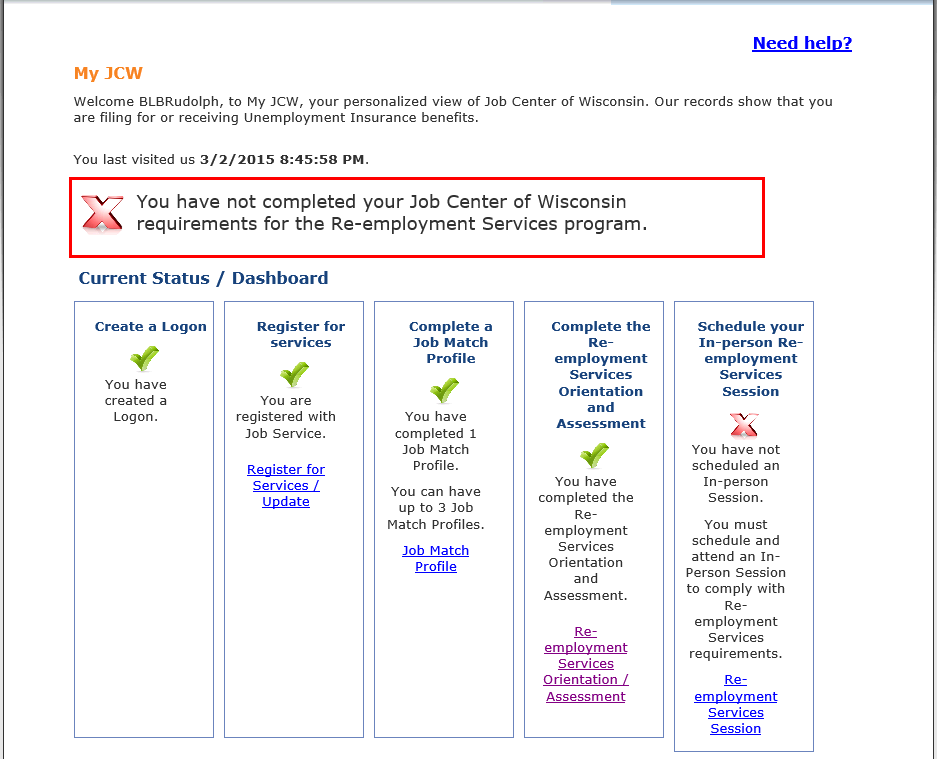 Need help?
My JCW
Welcome BLBRudolph, to My JCW, your personalized view of Job Center of Wisconsin. Our records show that you
are filing for or receiving Unemployment Insurance benefits.
You last visited us 3/2/2015 8:45:58 PM.
You have not completed your Job Center of Wisconsin
requirements for the Re-employment Services program.
Current Status / Dashboard
Create a Logon
You have
created a
Logon.
Register for
services
You are
registered with
Job Service.
Register for
Services /
Update
Complete a
Job Match
Profile
You have
completed 1
Job Match
Profile.
You can have
up to 3 Job
Match Profiles.
Job Match
Profile
Complete the
Re-
employment
Services
Orientation
and
Assessment
You have
completed the
Re-
employment
Services
Orientation
and
Assessment.
Re-
employment
Services
Orientation /
Assessment
Schedule your
In-person Re-
employment
Services
Session
You have not
scheduled an
In-person
Session.
You must
schedule and
attend an In-
Person Session
to comply with
Re-
employment
Services
requirements.
Re-
employment
Services
Session